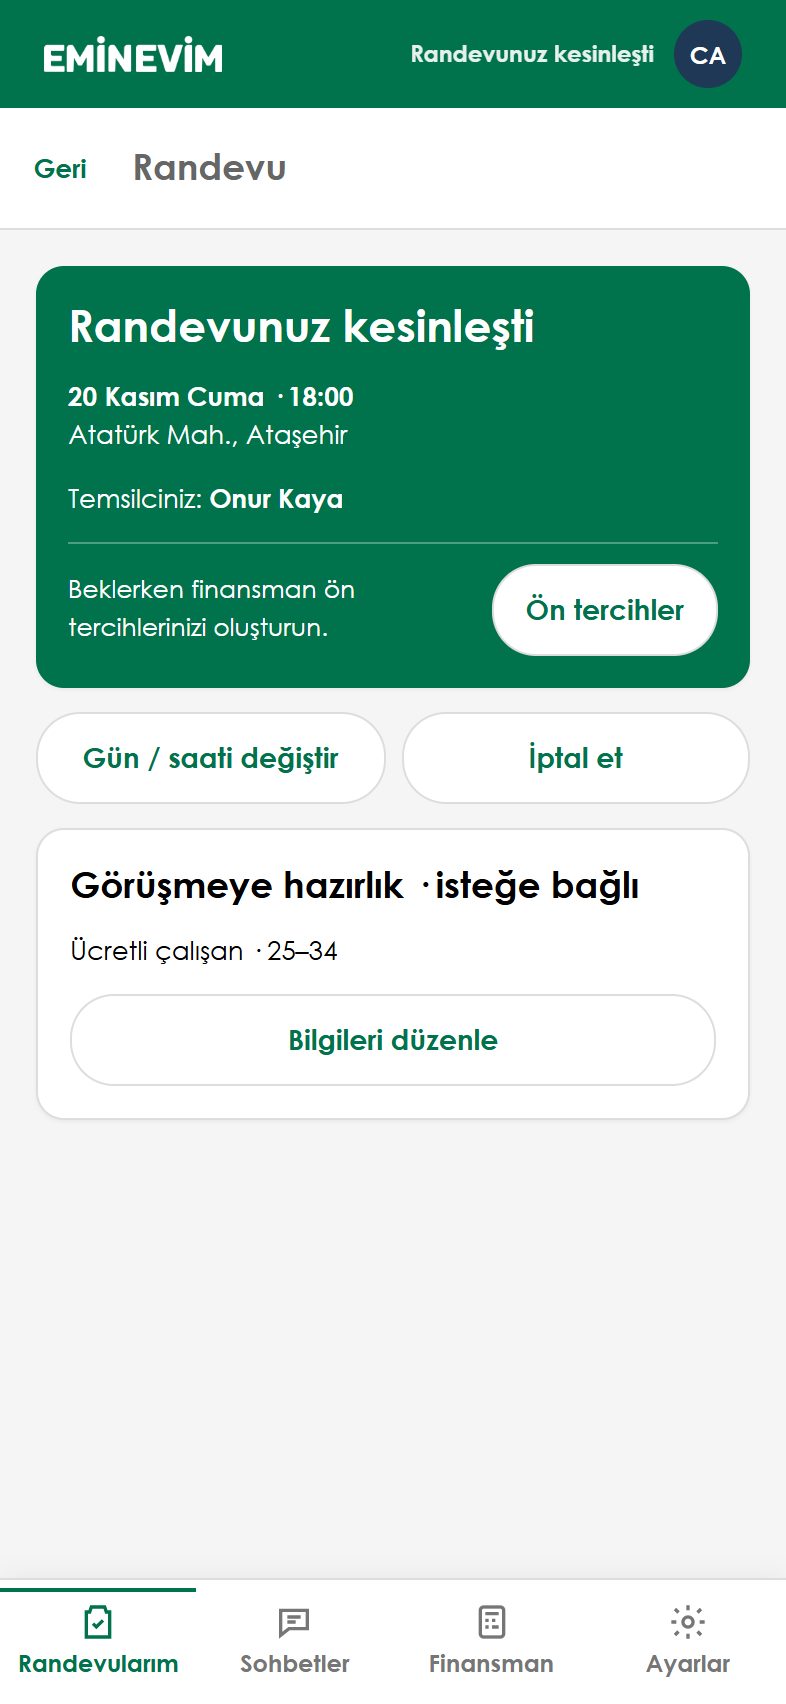 EMİNEVİM
Randevunuz kesinleşti
CA
Geri
Randevu
Randevunuz kesinleşti
20 Kasım Cuma · 18:00
Atatürk Mah., Ataşehir
Temsilciniz: Onur Kaya
Beklerken finansman ön
tercihlerinizi oluşturun.
Ön tercihler
Gün / saati değiştir
İptal et
Görüşmeye hazırlık · isteğe bağlı
Ücretli çalışan · 25–34
Bilgileri düzenle
Randevularım
Sohbetler
Finansman
Ayarlar